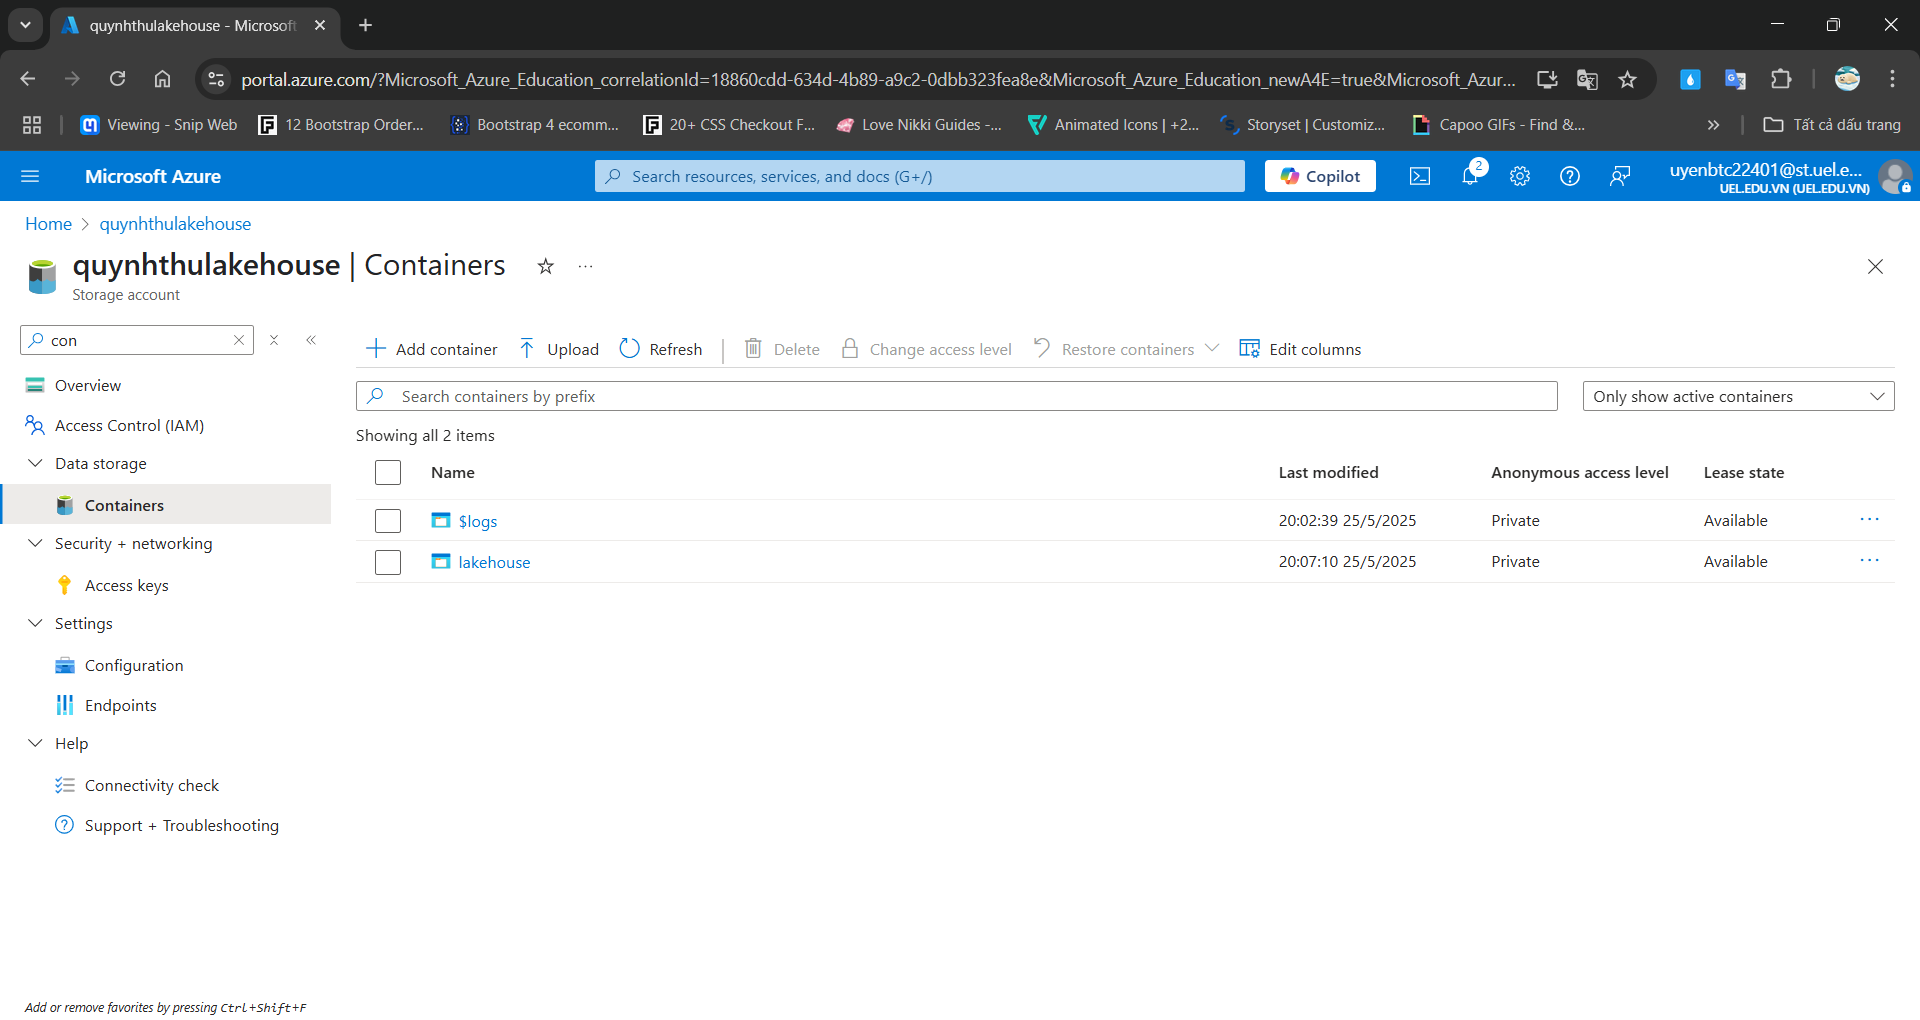 quynhthulakehouse - Microsoft
portal.azure.com/?Microsoft_Azure_Education_correlationId=18860cdd-634d-4b89-a9c2-0dbb323fea8e&Microsoft_Azure_Education_newA4E=true&Microsoft_Azur...
Viewing - Snip Web
12 Bootstrap Order...
Bootstrap 4 ecomm...
20+ CSS Checkout F...
Love Nikki Guides -...
Animated Icons | +2...
Storyset | Customiz...
Capoo GIFs - Find &...
Tất cả dấu trang
Microsoft Azure
Search resources, services, and docs (G+/)
Copilot
2
uyenbtc22401@st.uel.e...
UEL.EDU.VN (UEL.EDU.VN)
Home > quynhthulakehouse
quynhthulakehouse | Containers
Storage account
con
Add container
Upload
Refresh
Delete
Change access level
Restore containers
Edit columns
Overview
Access Control (IAM)
Data storage
Containers
Security + networking
Access keys
Settings
Configuration
Endpoints
Help
Connectivity check
Support + Troubleshooting
Search containers by prefix
Only show active containers
Showing all 2 items
Name Last modified Anonymous access level Lease state
$logs 20:02:39 25/5/2025 Private Available ...
lakehouse 20:07:10 25/5/2025 Private Available ...
Add or remove favorites by pressing Ctrl+Shift+F